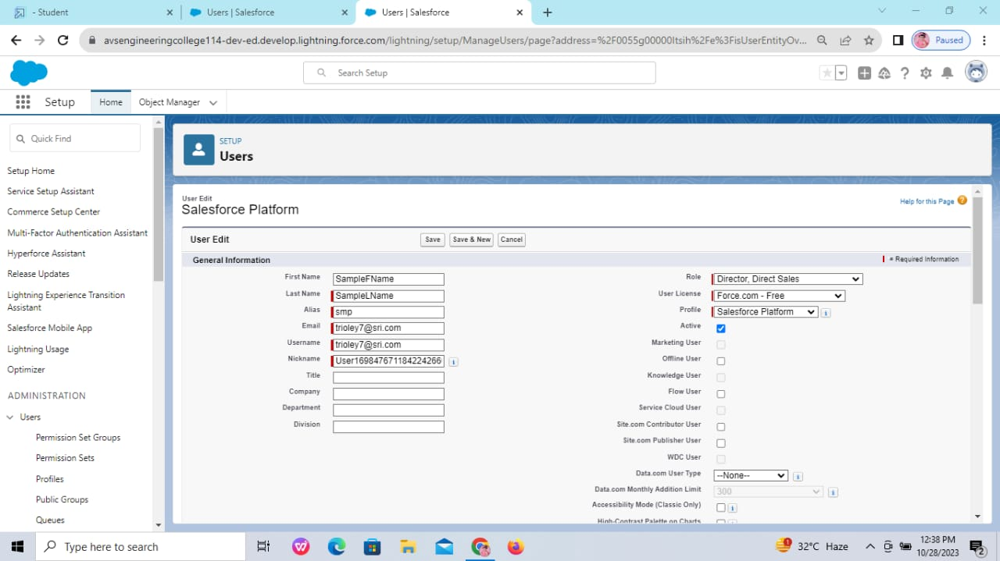 - Student
Users | Salesforce
Users | Salesforce
avsengineeringcollege114-dev-ed.develop.lightning.force.com/lightning/setup/ManageUsers/page?address=%2F0055g00000Itsih%2Fe%3FisUserEntityOv...
Paused
Search Setup
Setup
Home
Object Manager
Quick Find
Setup Home
Service Setup Assistant
Commerce Setup Center
Multi-Factor Authentication Assistant
Hyperforce Assistant
Release Updates
Lightning Experience Transition
Assistant
Salesforce Mobile App
Lightning Usage
Optimizer
ADMINISTRATION
Users
Permission Set Groups
Permission Sets
Profiles
Public Groups
Queues
SETUP
Users
User Edit
Salesforce Platform
Help for this Page
User Edit
Save
Save & New
Cancel
General Information
= Required Information
First Name SampleFName
Last Name SampleLName
Alias smp
Email trioley7@sri.com
Username trioley7@sri.com
Nickname User169847671184224266
Title
Company
Department
Division
Role Director, Direct Sales
User License Force.com - Free
Profile Salesforce Platform
Active
Marketing User
Offline User
Knowledge User
Flow User
Service Cloud User
Site.com Contributor User
Site.com Publisher User
WDC User
Data.com User Type --None--
Data.com Monthly Addition Limit 300
Accessibility Mode (Classic Only)
High-Contrast Palette on Charts
Type here to search
32°C Haze
12:38 PM
10/28/2023
2